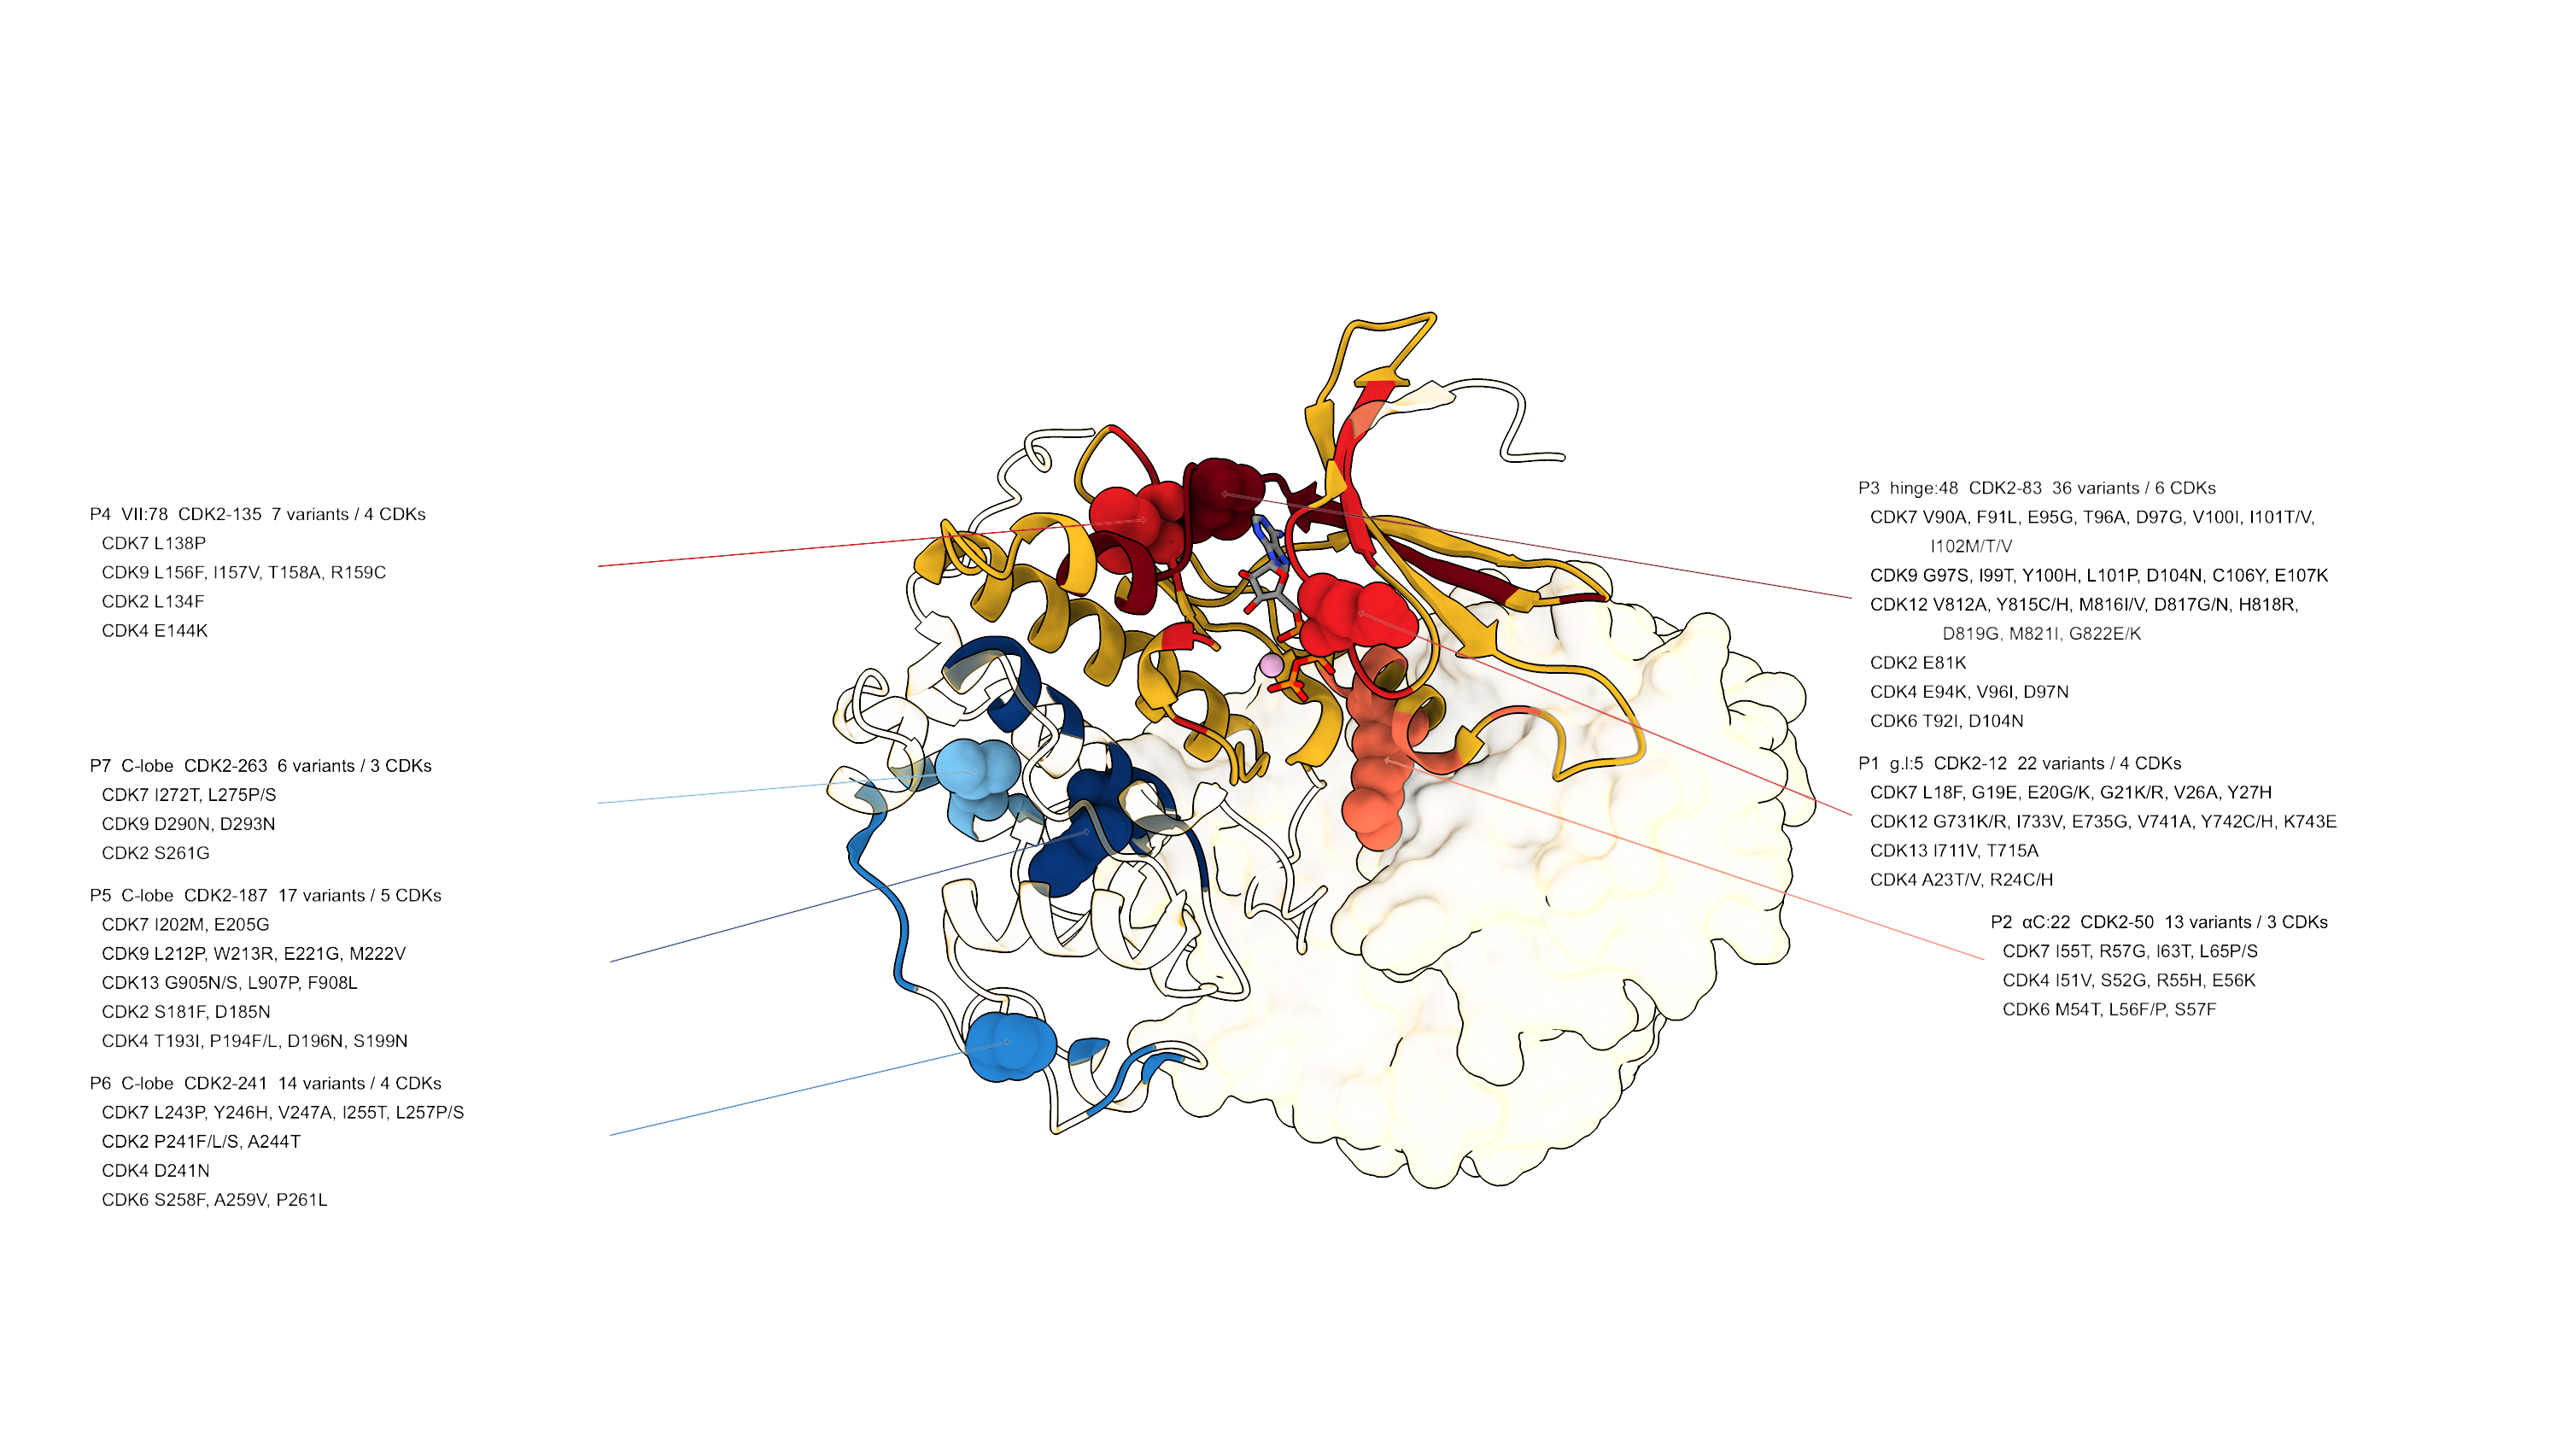 P4 VII:78 CDK2-135 7 variants / 4 CDKs
CDK7 L138P
CDK9 L156F, I157V, T158A, R159C
CDK2 L134F
CDK4 E144K
P7 C-lobe CDK2-263 6 variants / 3 CDKs
CDK7 I272T, L275P/S
CDK9 D290N, D293N
CDK2 S261G
P5 C-lobe CDK2-187 17 variants / 5 CDKs
CDK7 I202M, E205G
CDK9 L212P, W213R, E221G, M222V
CDK13 G905N/S, L907P, F908L
CDK2 S181F, D185N
CDK4 T193I, P194F/L, D196N, S199N
P6 C-lobe CDK2-241 14 variants / 4 CDKs
CDK7 L243P, Y246H, V247A, I255T, L257P/S
CDK2 P241F/L/S, A244T
CDK4 D241N
CDK6 S258F, A259V, P261L
P3 hinge:48 CDK2-83 36 variants / 6 CDKs
CDK7 V90A, F91L, E95G, T96A, D97G, V100I, I101T/V,
I102M/T/V
CDK9 G97S, I99T, Y100H, L101P, D104N, C106Y, E107K
CDK12 V812A, Y815C/H, M816I/V, D817G/N, H818R,
D819G, M821I, G822E/K
CDK2 E81K
CDK4 E94K, V96I, D97N
CDK6 T92I, D104N
P1 g.l:5 CDK2-12 22 variants / 4 CDKs
CDK7 L18F, G19E, E20G/K, G21K/R, V26A, Y27H
CDK12 G731K/R, I733V, E735G, V741A, Y742C/H, K743E
CDK13 I711V, T715A
CDK4 A23T/V, R24C/H
P2 αC:22 CDK2-50 13 variants / 3 CDKs
CDK7 I55T, R57G, I63T, L65P/S
CDK4 I51V, S52G, R55H, E56K
CDK6 M54T, L56F/P, S57F